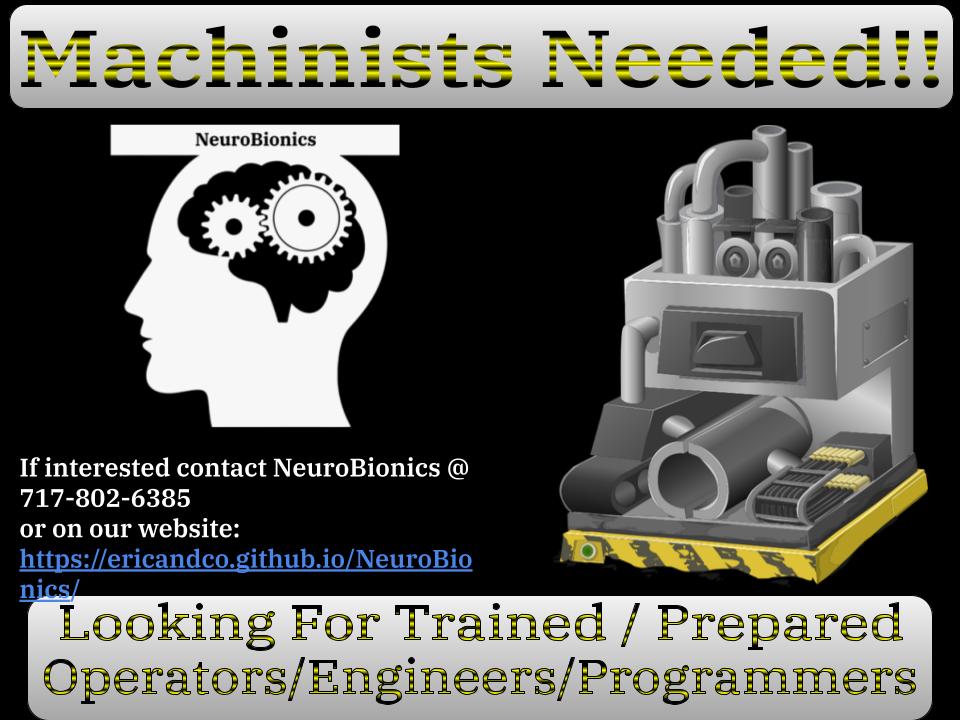 Machinists Needed!!
NeuroBionics
If interested contact NeuroBionics @
717-802-6385
or on our website:
https://ericandco.github.io/NeuroBio
nics/
Looking For Trained / Prepared
Operators/Engineers/Programmers